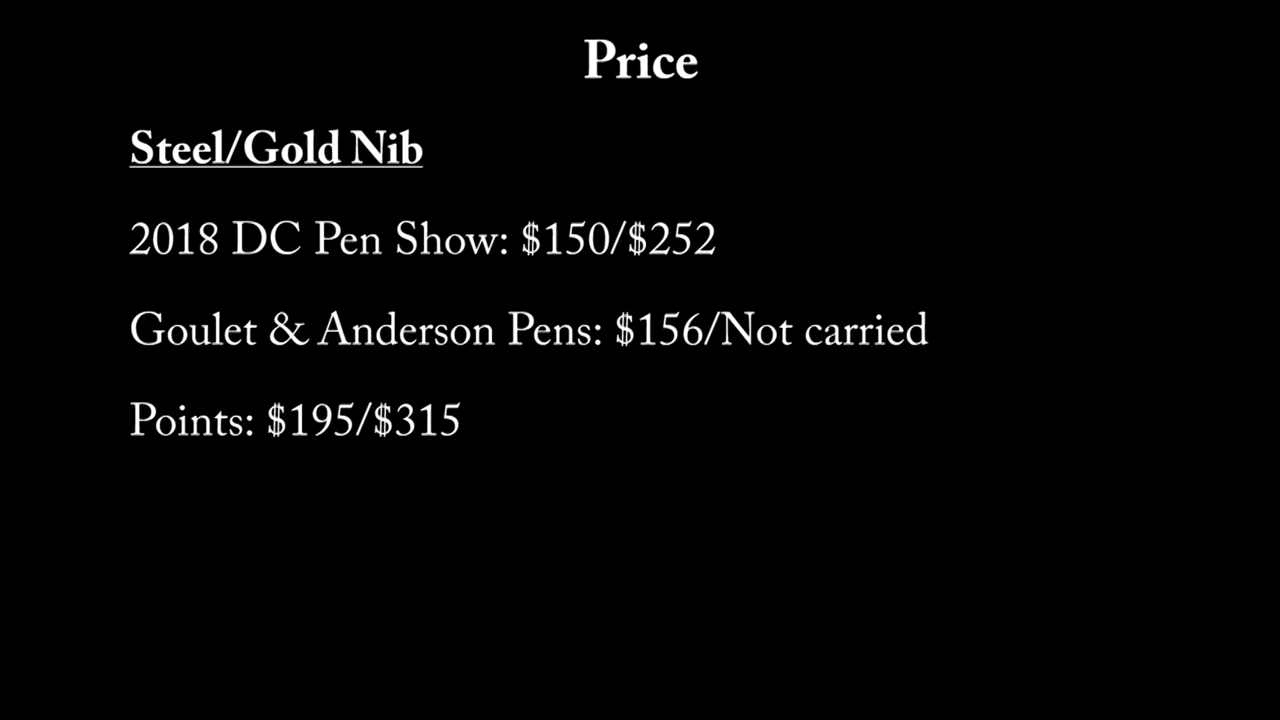 Price
Steel/Gold Nib
2018 DC Pen Show: $150/$252
Goulet & Anderson Pens: $156/Not carried
Points: $195/$315